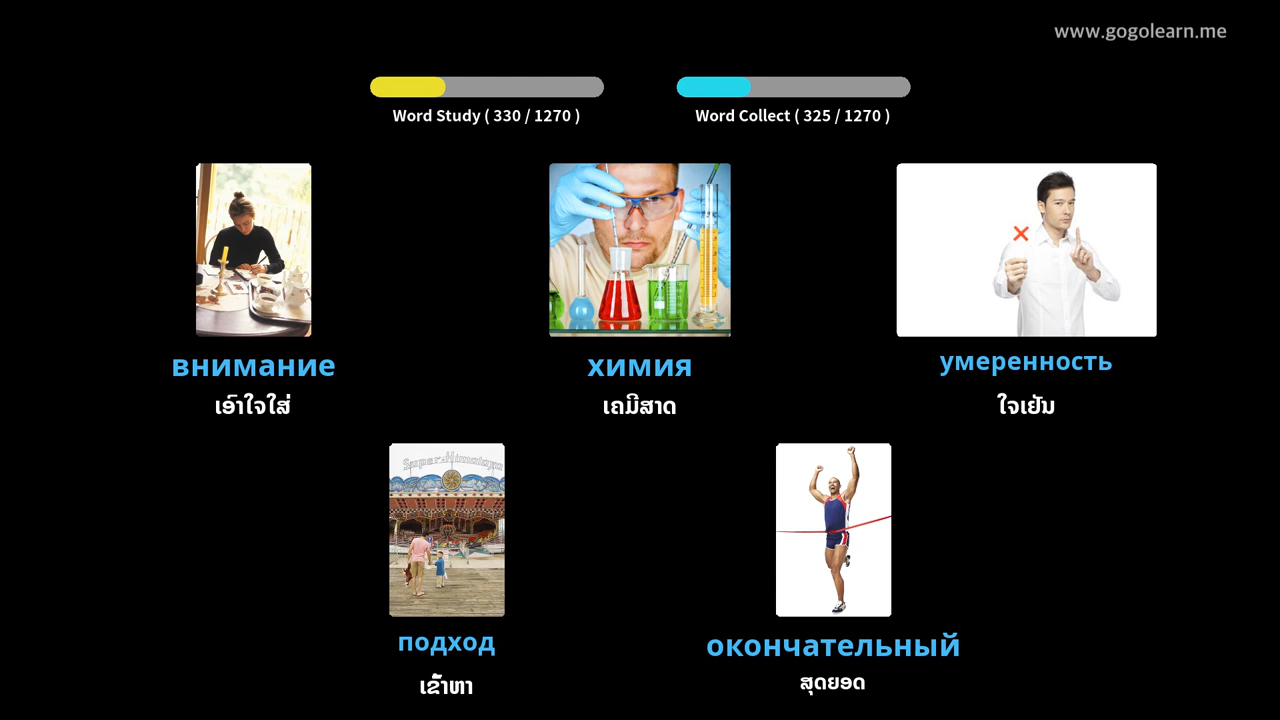 www.gogolearn.me
Word Study ( 330 / 1270 )
Word Collect ( 325 / 1270 )
внимание
ເອົາໃຈໃສ່
химия
ເຄມີສາດ
умеренность
ໃຈເຢັນ
Super Himalaya
подход
ເຂົ້າຫາ
окончательный
ສຸດຍອດ